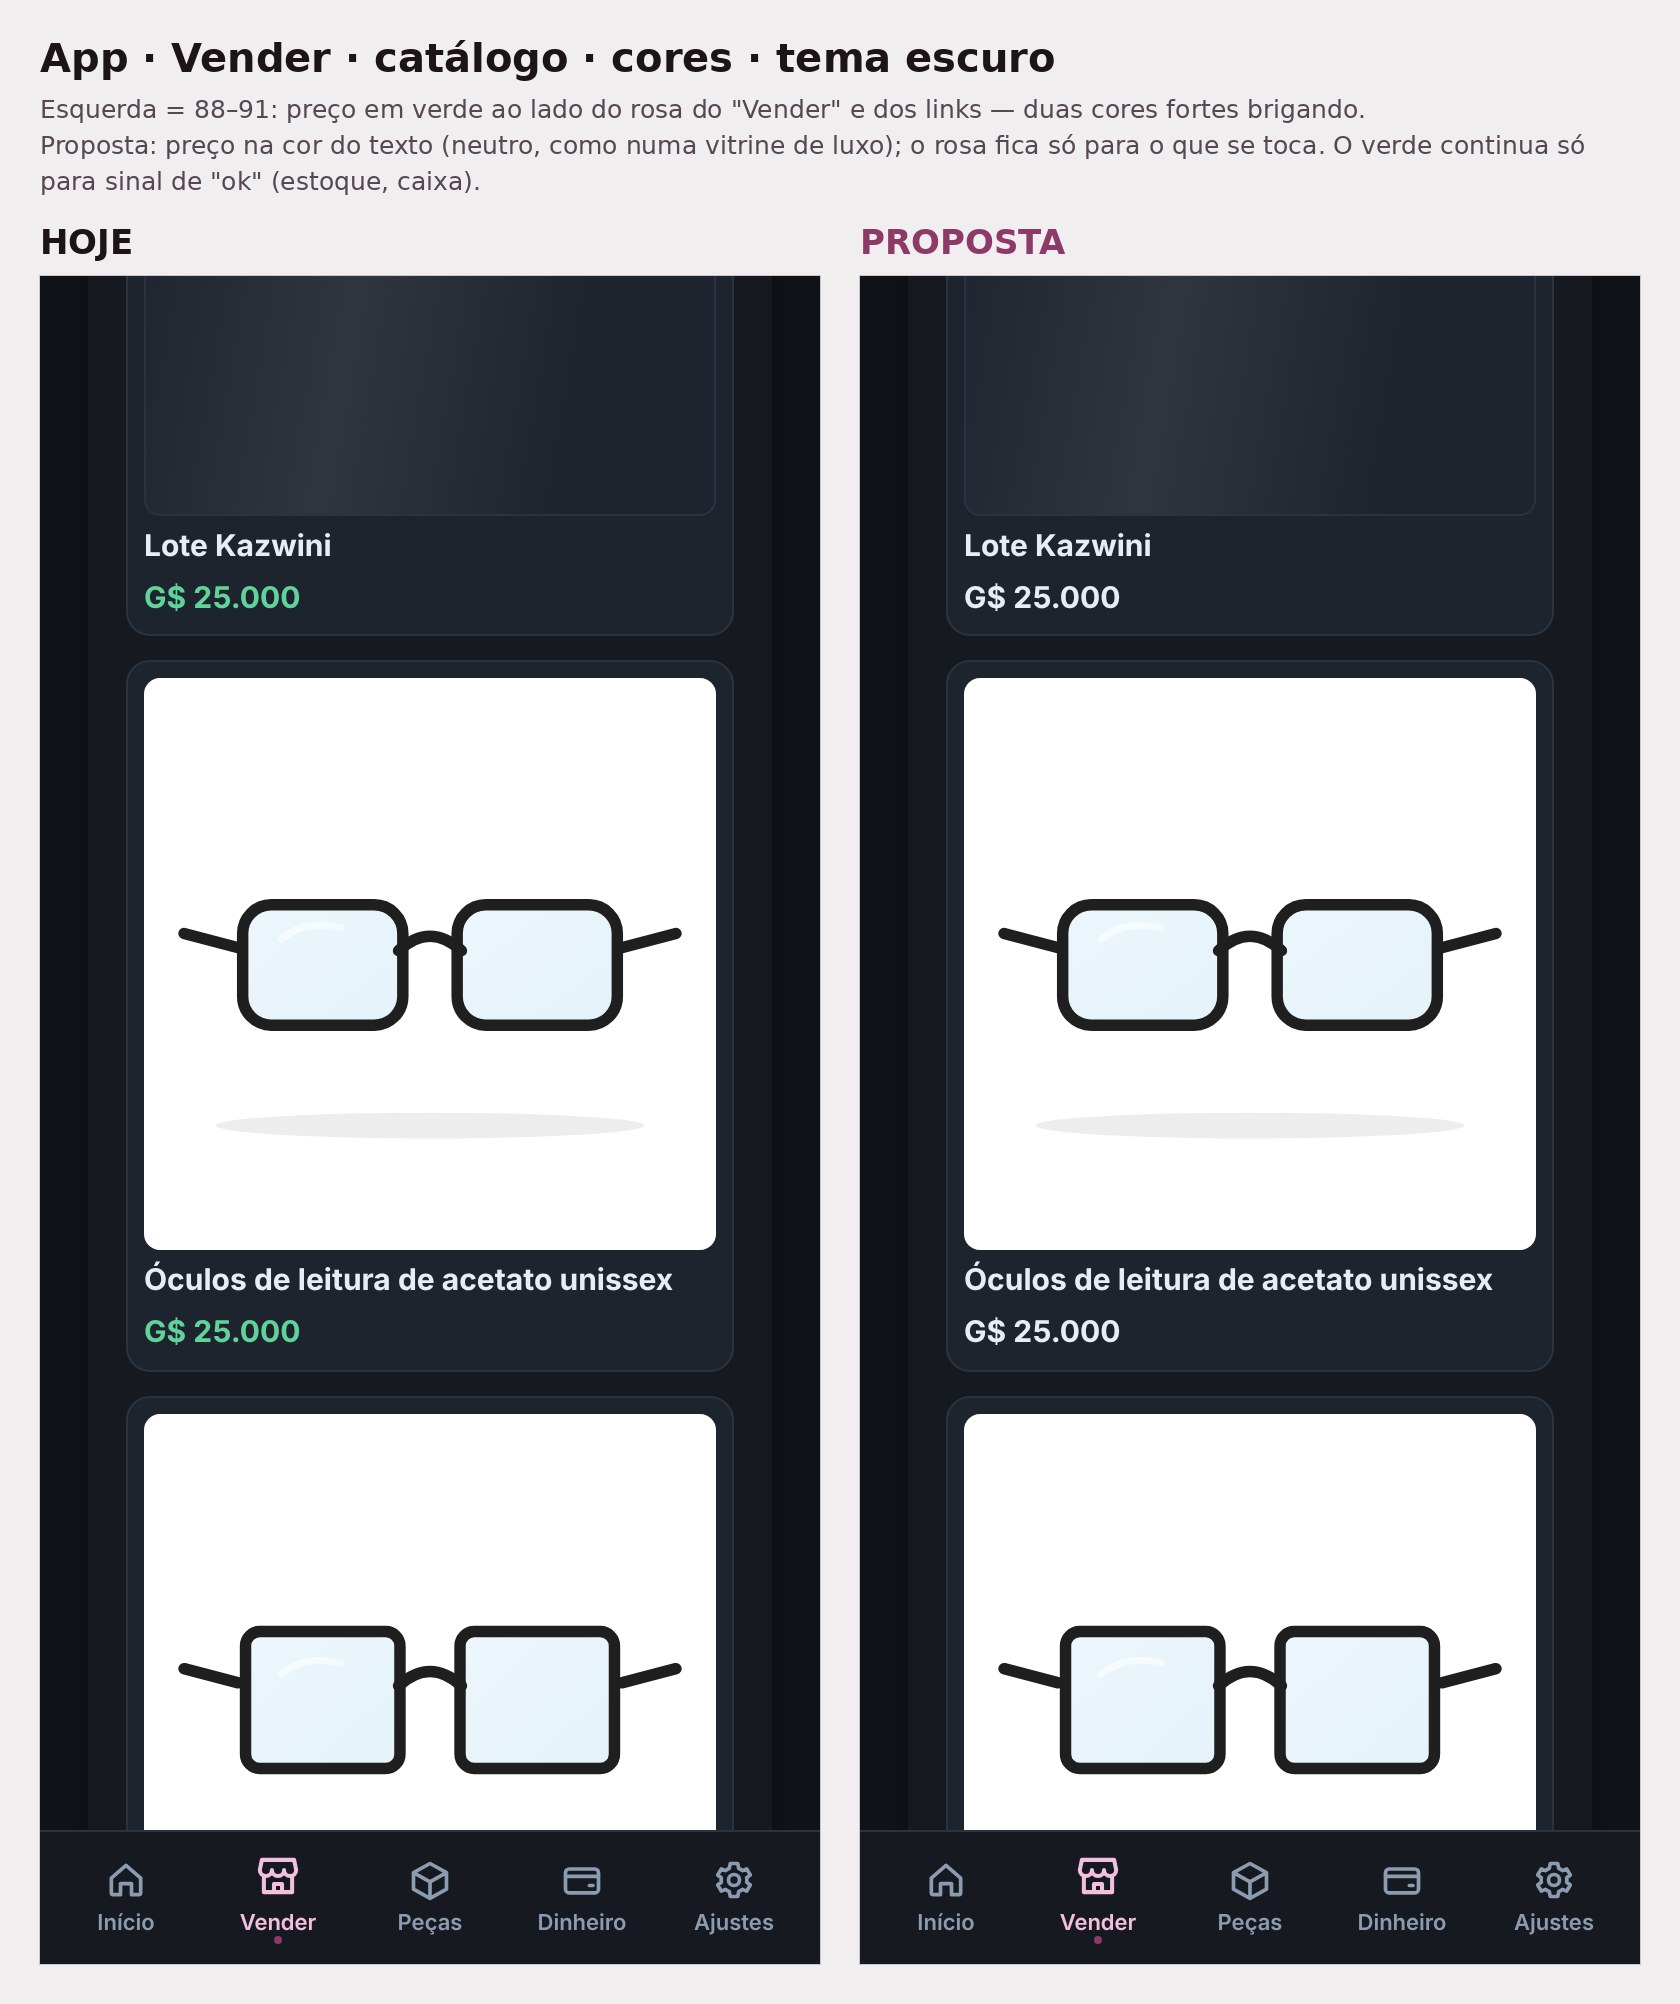 App · Vender · catálogo · cores · tema escuro
Esquerda = 88–91: preço em verde ao lado do rosa do "Vender" e dos links — duas cores fortes brigando.
Proposta: preço na cor do texto (neutro, como numa vitrine de luxo); o rosa fica só para o que se toca. O verde continua só
para sinal de "ok" (estoque, caixa).
HOJE
Lote Kazwini
G$ 25.000
Óculos de leitura de acetato unissex
G$ 25.000
Início
Vender
Peças
Dinheiro
Ajustes
PROPOSTA
Lote Kazwini
G$ 25.000
Óculos de leitura de acetato unissex
G$ 25.000
Início
Vender
Peças
Dinheiro
Ajustes